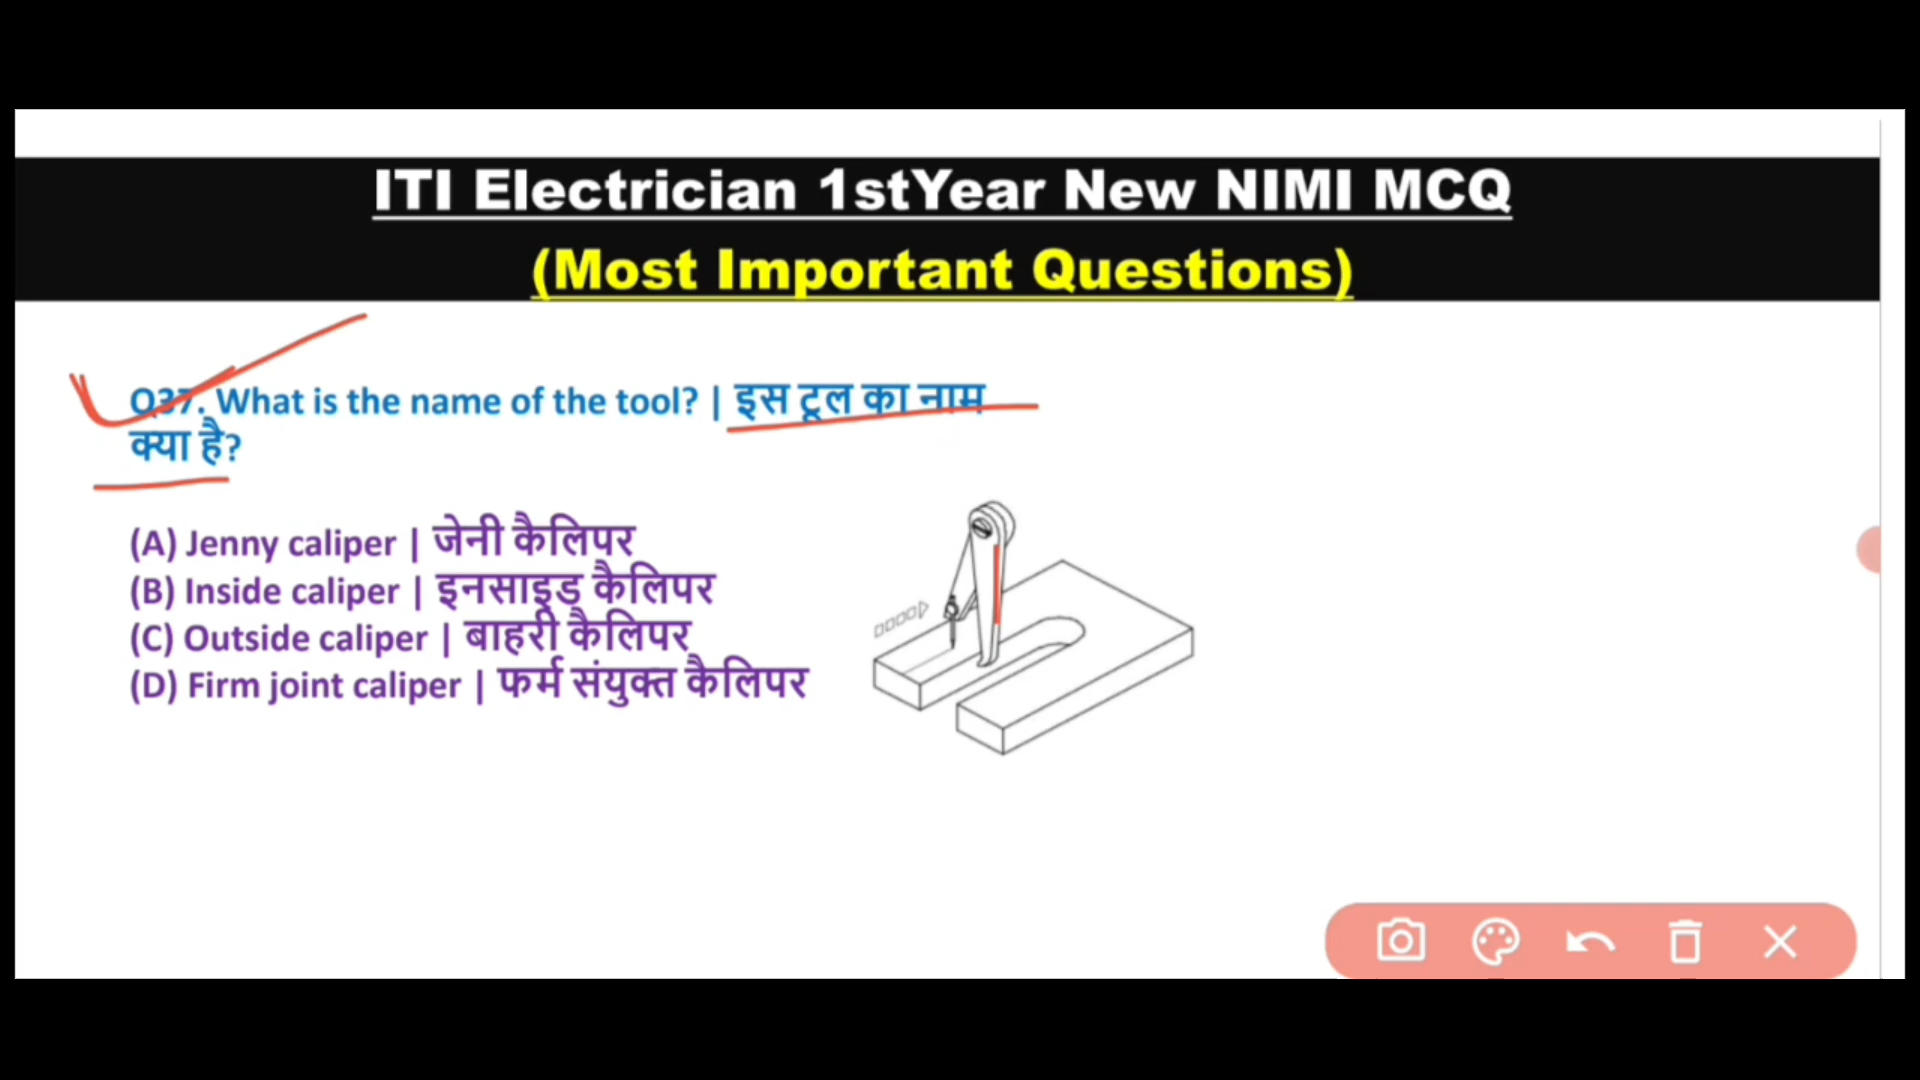 ITI Electrician 1stYear New NIMI MCQ
(Most Important Questions)
Q37. What is the name of the tool? | इस टूल का नाम
क्या है?
(A) Jenny caliper | जेनी कैलिपर
(B) Inside caliper | इनसाइड कैलिपर
(C) Outside caliper | बाहरी कैलिपर
(D) Firm joint caliper | फर्म संयुक्त कैलिपर